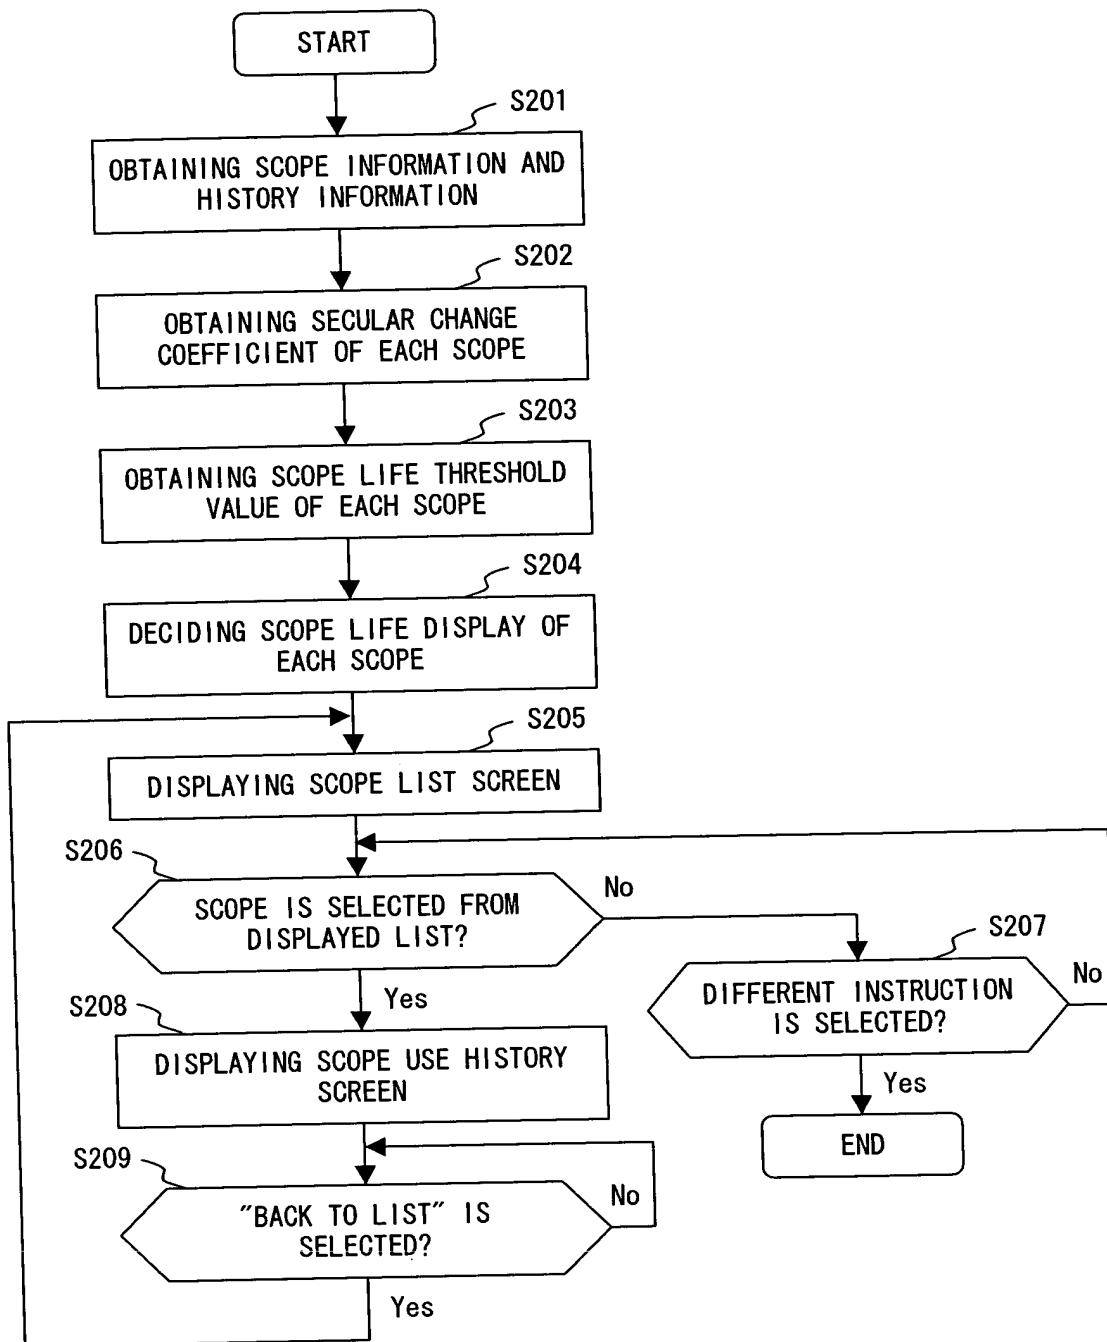 START
S201
OBTAINING SCOPE INFORMATION AND
HISTORY INFORMATION
S202
OBTAINING SECULAR CHANGE
COEFFICIENT OF EACH SCOPE
S203
OBTAINING SCOPE LIFE THRESHOLD
VALUE OF EACH SCOPE
S204
DECIDING SCOPE LIFE DISPLAY OF
EACH SCOPE
S205
DISPLAYING SCOPE LIST SCREEN
S206
SCOPE IS SELECTED FROM
DISPLAYED LIST?
No
S207
DIFFERENT INSTRUCTION
IS SELECTED?
No
Yes
END
Yes
S208
DISPLAYING SCOPE USE HISTORY
SCREEN
S209
"BACK TO LIST" IS
SELECTED?
No
Yes